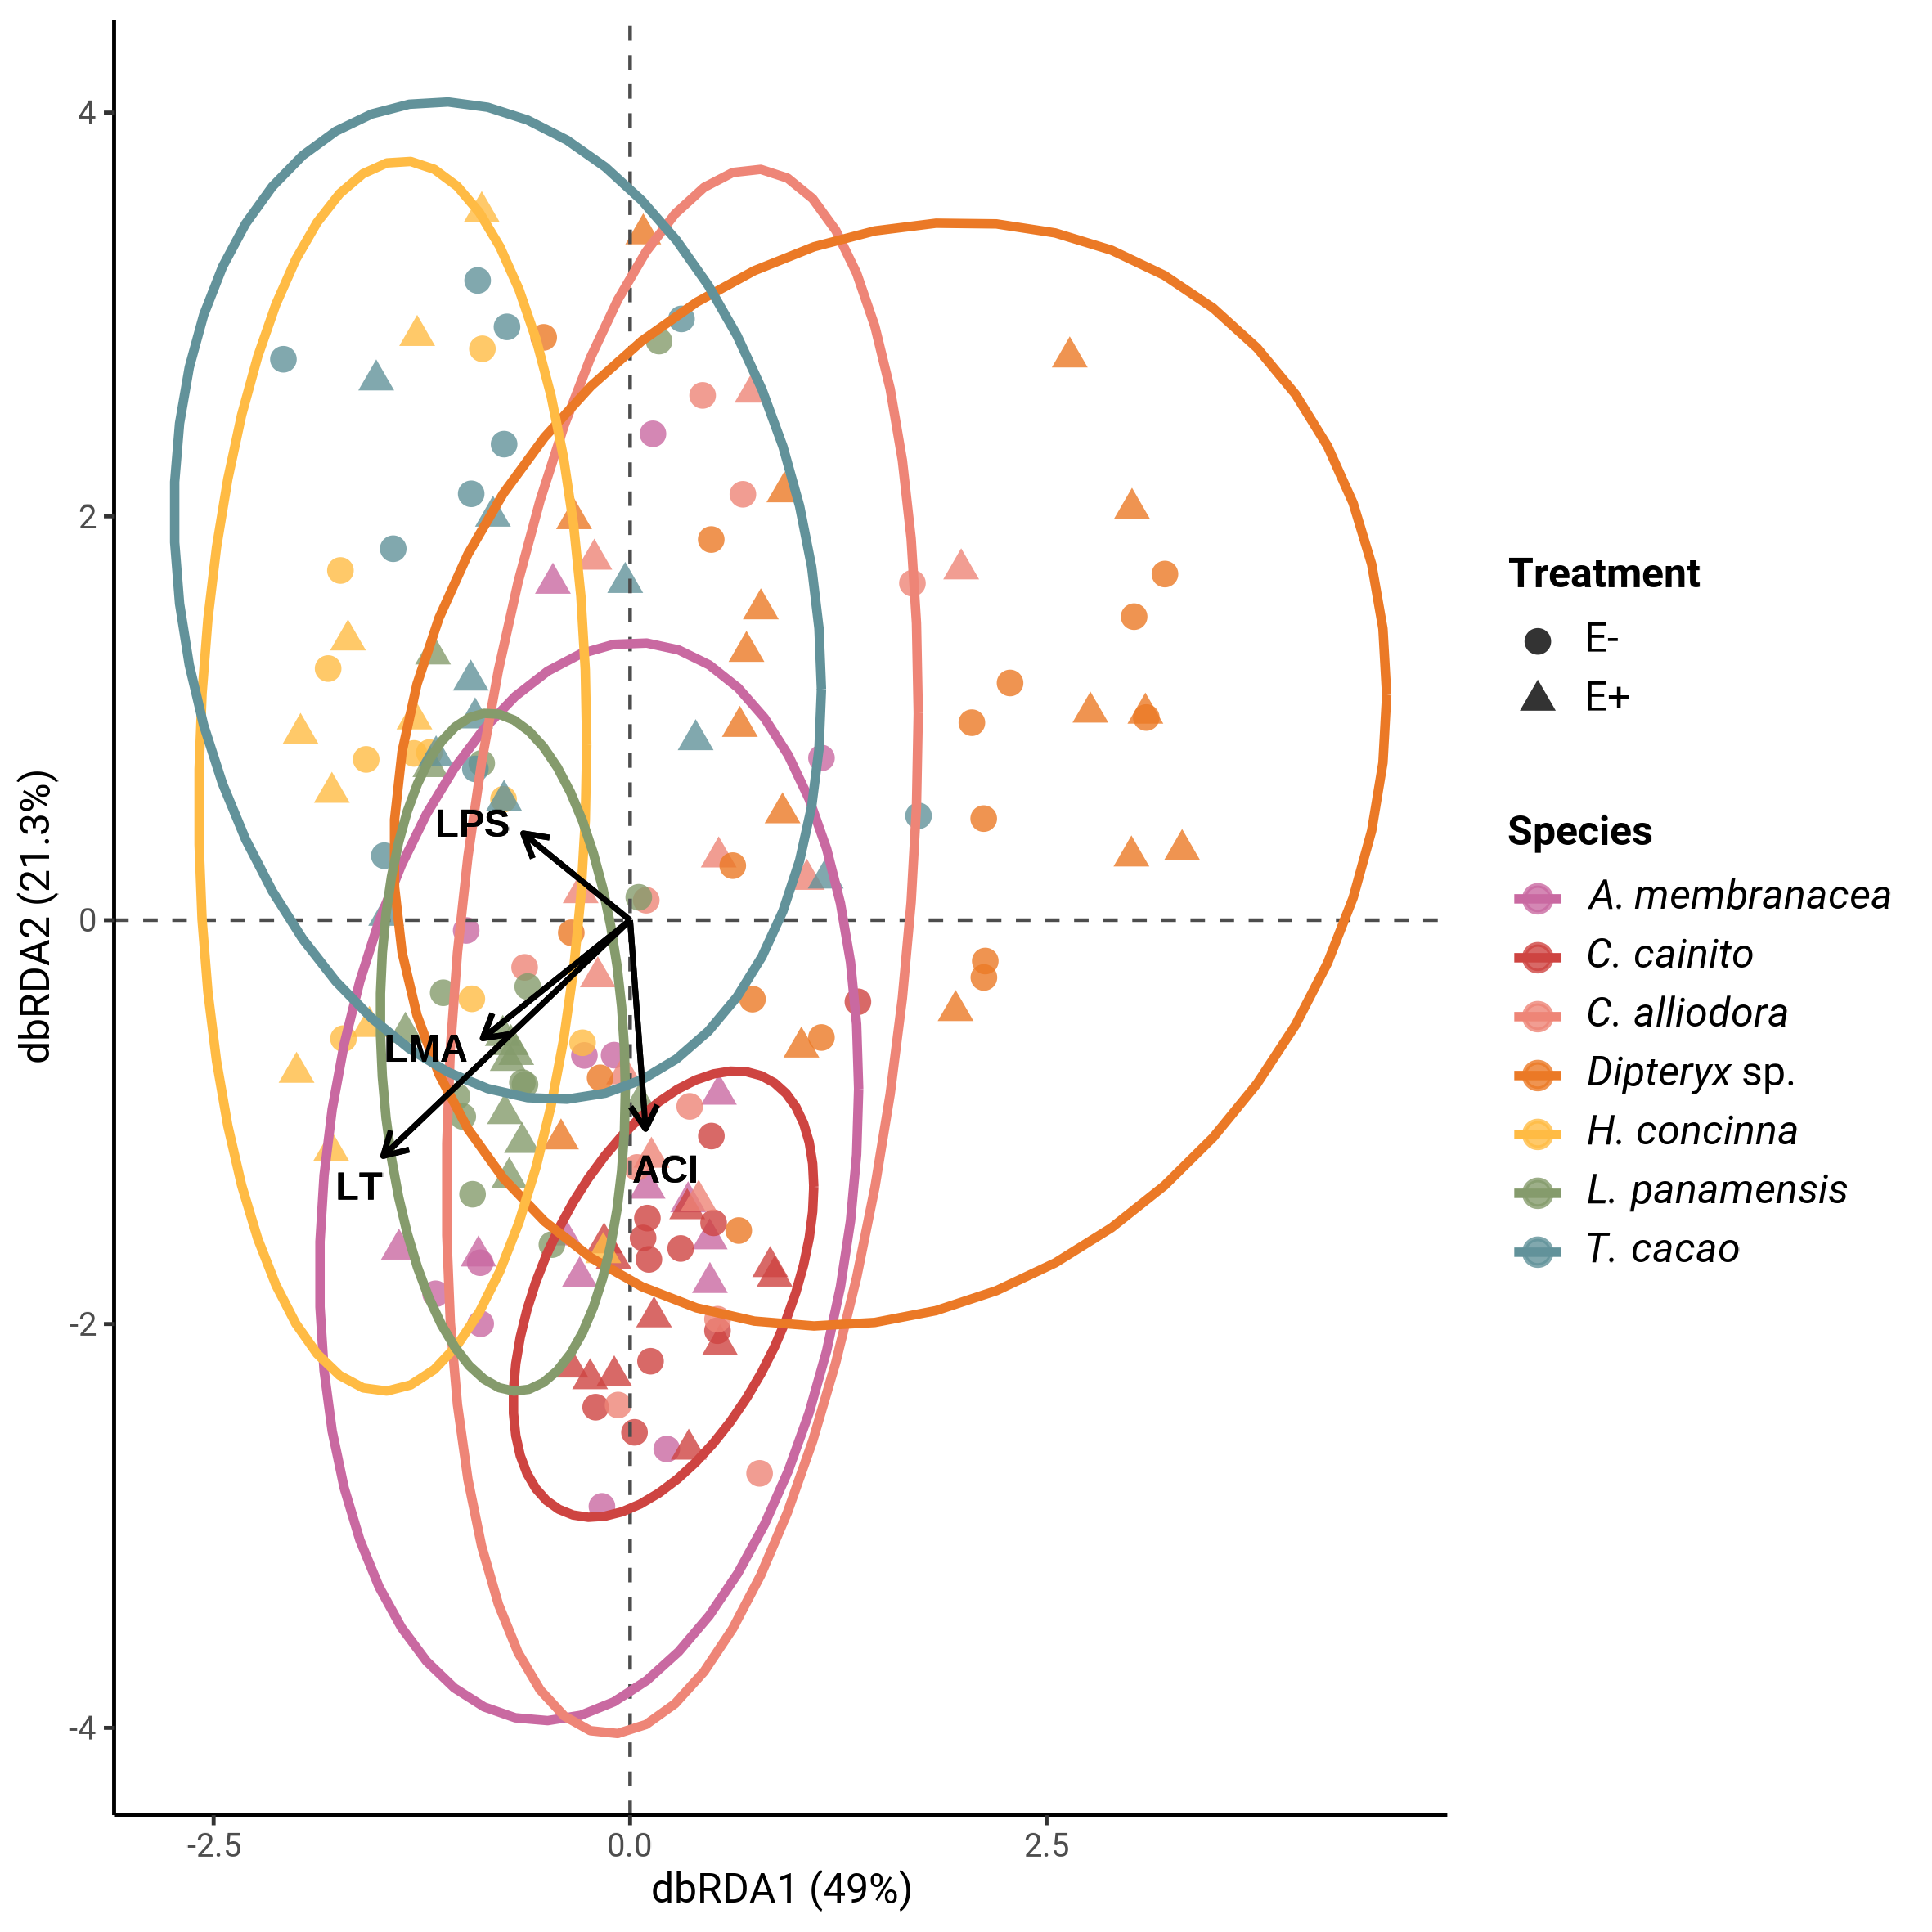 4
2
0
-2
-4
dbRDA2 (21.3%)
LPS
LMA
LT
ACI
-2.5
0.0
2.5
dbRDA1 (49%)
Treatment
E-
E+
Species
A. membranacea
C. cainito
C. alliodora
Dipteryx sp.
H. concinna
L. panamensis
T. cacao